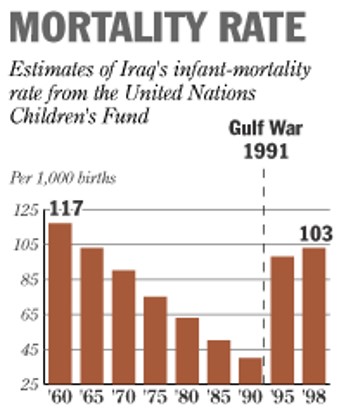 MORTALITY RATE
Estimates of Iraq's infant-mortality
rate from the United Nations
Children's Fund
Gulf War
1991
Per 1,000 births
125
117
105
103
85
65
45
25
'60 '65 '70 '75 '80 '85 '90 '95 '98